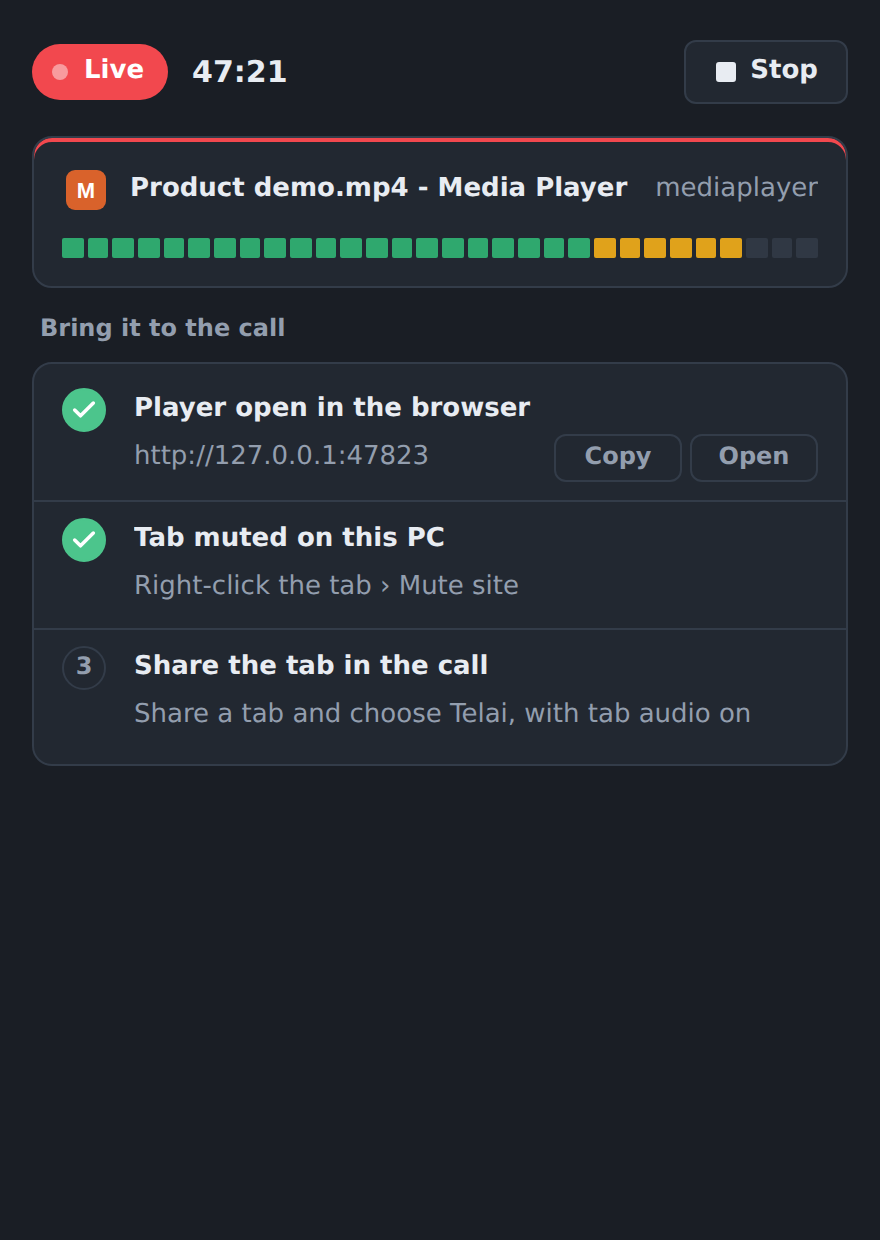 Live 47:21 Stop
M Product demo.mp4 - Media Player mediaplayer
Bring it to the call
Player open in the browser
http://127.0.0.1:47823 Copy Open
Tab muted on this PC
Right-click the tab › Mute site
3 Share the tab in the call
Share a tab and choose Telai, with tab audio on